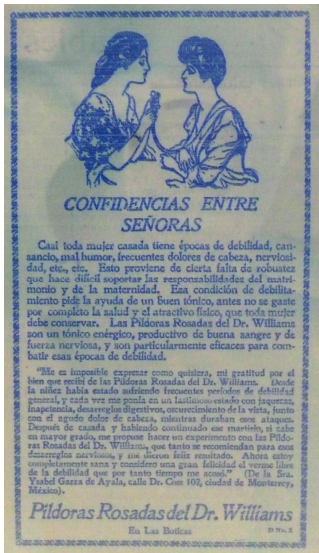 CONFIDENCIAS ENTRE
SEÑORAS
Casi toda mujer casada tiene épocas de debilidad, can-
sancio, mal humor, frecuentes dolores de cabeza, nerviosi-
dad, etc., etc. Esto proviene de cierta falta de robustez
que hace difícil soportar las responsabilidades del matri-
monio y de la maternidad. Esa condición de debilita-
miento pide la ayuda de un buen tónico, antes no se gaste
por completo la salud y el atractivo físico, que toda mujer
debe conservar. Las Píldoras Rosadas del Dr. Williams
son un tónico enérgico, productivo de buena sangre y de
fuerza nerviosa, y son particularmente eficaces para com-
batir esas épocas de debilidad.
"Me es imposible expresar como quisiera, mi gratitud por el
bien que recibí de las Píldoras Rosadas del Dr. Williams. Desde
la niñez había estado sufriendo frecuentes períodos de debilidad
general, y cada vez me ponía en un lastimoso estado con jaquecas,
inapetencia, desarreglos digestivos, oscurecimiento de la vista, junto
con el agudo dolor de cabeza, mientras duraban esos ataques.
Después de casada y habiendo continuado ese martirio, si cabe
en mayor grado, me propuse hacer un experimento con las Píldo-
ras Rosadas del Dr. Williams, que tanto se recomiendan para esos
desarreglos nerviosos, y me dieron feliz resultado. Ahora estoy
completamente sana y considero una gran felicidad el verme libre
de la debilidad que por tanto tiempo me acosó." (De la Sra.
Ysabel Garza de Ayala, calle Dr. Coss 102, ciudad de Monterey,
México).
Píldoras Rosadas del Dr. Williams
En Las Boticas